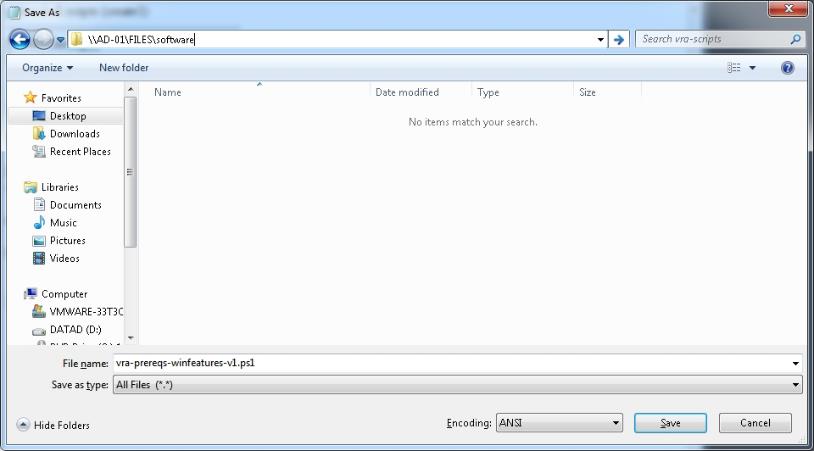 Save As
\\AD-01\FILES\software
Search vra-scripts
Organize
New folder
Favorites
Desktop
Downloads
Recent Places
Libraries
Documents
Music
Pictures
Videos
Computer
VMWARE-33T3C
DATAD (D:)
Name
Date modified
Type
Size
No items match your search.
File name:
vra-prereqs-winfeatures-v1.ps1
Save as type:
All Files (*.*)
Hide Folders
Encoding:
ANSI
Save
Cancel